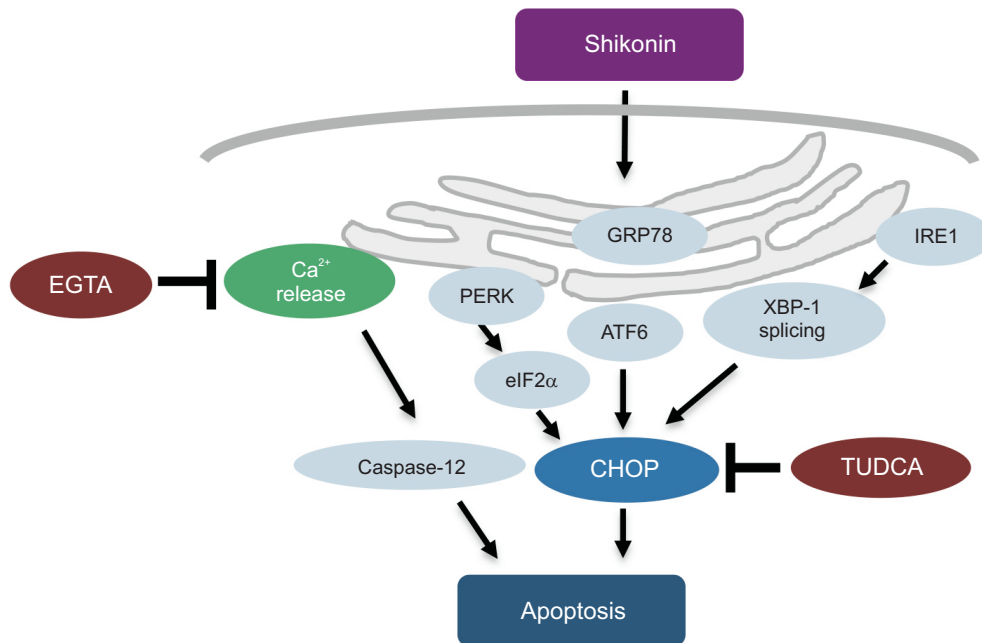 Shikonin
GRP78
IRE1
EGTA
Ca²⁺
release
PERK
ATF6
XBP-1
splicing
eIF2α
Caspase-12
CHOP
TUDCA
Apoptosis